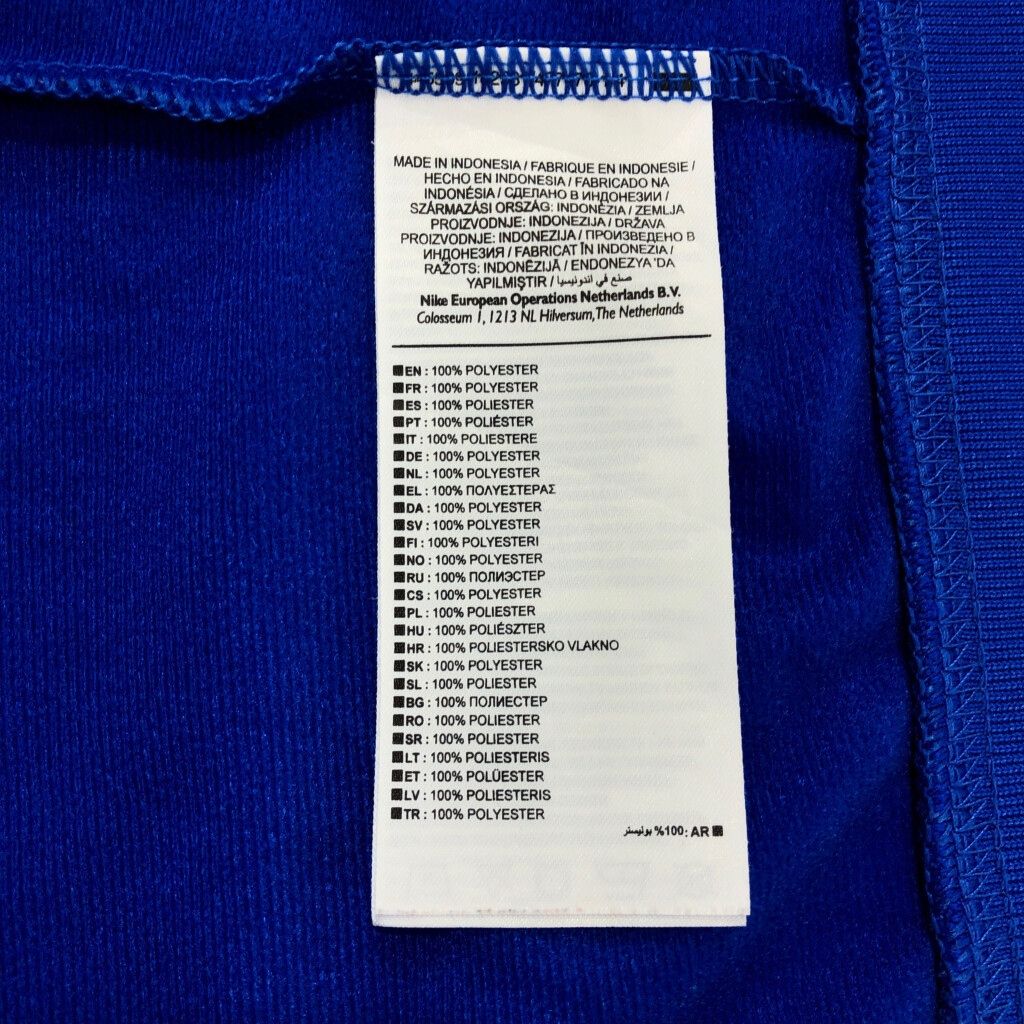 MADE IN INDONESIA / FABRIQUE EN INDONESIE /
HECHO EN INDONESIA / FABRICADO NA
INDONÉSIA / СДЕЛАНО В ИНДОНЕЗИИ /
SZÁRMAZÁSI ORSZÁG: INDONÉZIA / ZEMLJA
PROIZVODNJE: INDONEZIJA / DRŽAVA
PROIZVODNJE: INDONEZIJA / ПРОИЗВЕДЕНО В
ИНДОНЕЗИЯ / FABRICAT ÎN INDONEZIA /
RAŽOTS: INDONĒZIJĀ / ENDONEZYA 'DA
YAPILMIŞTIR / صنع في اندونيسيا
Nike European Operations Netherlands B.V.
Colosseum 1, 1213 NL Hilversum,The Netherlands
EN : 100% POLYESTER
FR : 100% POLYESTER
ES : 100% POLIESTER
PT : 100% POLIÉSTER
IT : 100% POLIESTERE
DE : 100% POLYESTER
NL : 100% POLYESTER
EL : 100% ΠΟΛΥΕΣΤΕΡΑΣ
DA : 100% POLYESTER
SV : 100% POLYESTER
FI : 100% POLYESTERI
NO : 100% POLYESTER
RU : 100% ПОЛИЭСТЕР
CS : 100% POLYESTER
PL : 100% POLIESTER
HU : 100% POLIÉSZTER
HR : 100% POLIESTERSKO VLAKNO
SK : 100% POLYESTER
SL : 100% POLIESTER
BG : 100% ПОЛИЕСТЕР
RO : 100% POLIESTER
SR : 100% POLIESTER
LT : 100% POLIESTERIS
ET : 100% POLÜESTER
LV : 100% POLIESTERIS
TR : 100% POLYESTER
AR :100% بوليستر